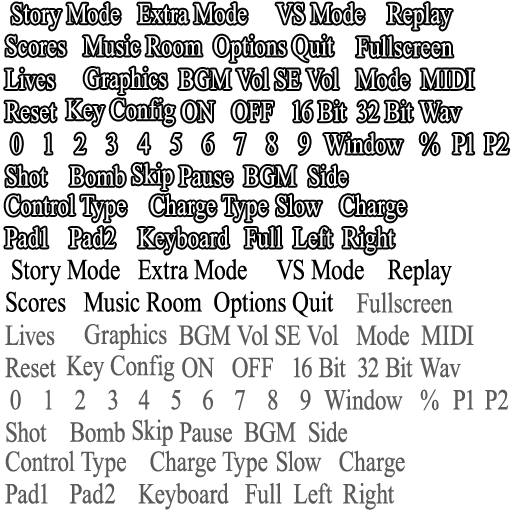 Story Mode Extra Mode VS Mode Replay
Scores Music Room Options Quit Fullscreen
Lives Graphics BGM Vol SE Vol Mode MIDI
Reset Key Config ON OFF 16 Bit 32 Bit Wav
0 1 2 3 4 5 6 7 8 9 Window % P1 P2
Shot Bomb Skip Pause BGM Side
Control Type Charge Type Slow Charge
Pad1 Pad2 Keyboard Full Left Right
Story Mode Extra Mode VS Mode Replay
Scores Music Room Options Quit Fullscreen
Lives Graphics BGM Vol SE Vol Mode MIDI
Reset Key Config ON OFF 16 Bit 32 Bit Wav
0 1 2 3 4 5 6 7 8 9 Window % P1 P2
Shot Bomb Skip Pause BGM Side
Control Type Charge Type Slow Charge
Pad1 Pad2 Keyboard Full Left Right